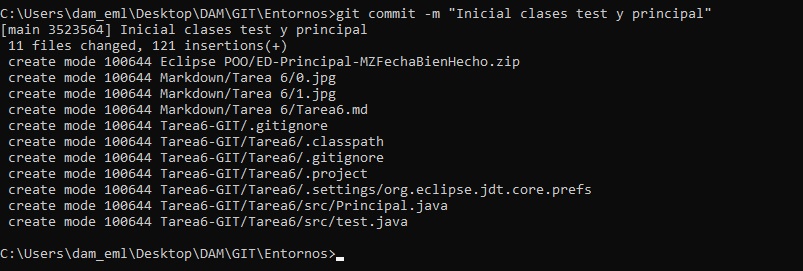 C:\Users\dam_eml\Desktop\DAM\GIT\Entornos>git commit -m "Inicial clases test y principal"
[main 3523564] Inicial clases test y principal
 11 files changed, 121 insertions(+)
 create mode 100644 Eclipse POO/ED-Principal-MZFechaBienHecho.zip
 create mode 100644 Markdown/Tarea 6/0.jpg
 create mode 100644 Markdown/Tarea 6/1.jpg
 create mode 100644 Markdown/Tarea 6/Tarea6.md
 create mode 100644 Tarea6-GIT/.gitignore
 create mode 100644 Tarea6-GIT/Tarea6/.classpath
 create mode 100644 Tarea6-GIT/Tarea6/.gitignore
 create mode 100644 Tarea6-GIT/Tarea6/.project
 create mode 100644 Tarea6-GIT/Tarea6/.settings/org.eclipse.jdt.core.prefs
 create mode 100644 Tarea6-GIT/Tarea6/src/Principal.java
 create mode 100644 Tarea6-GIT/Tarea6/src/test.java
C:\Users\dam_eml\Desktop\DAM\GIT\Entornos>